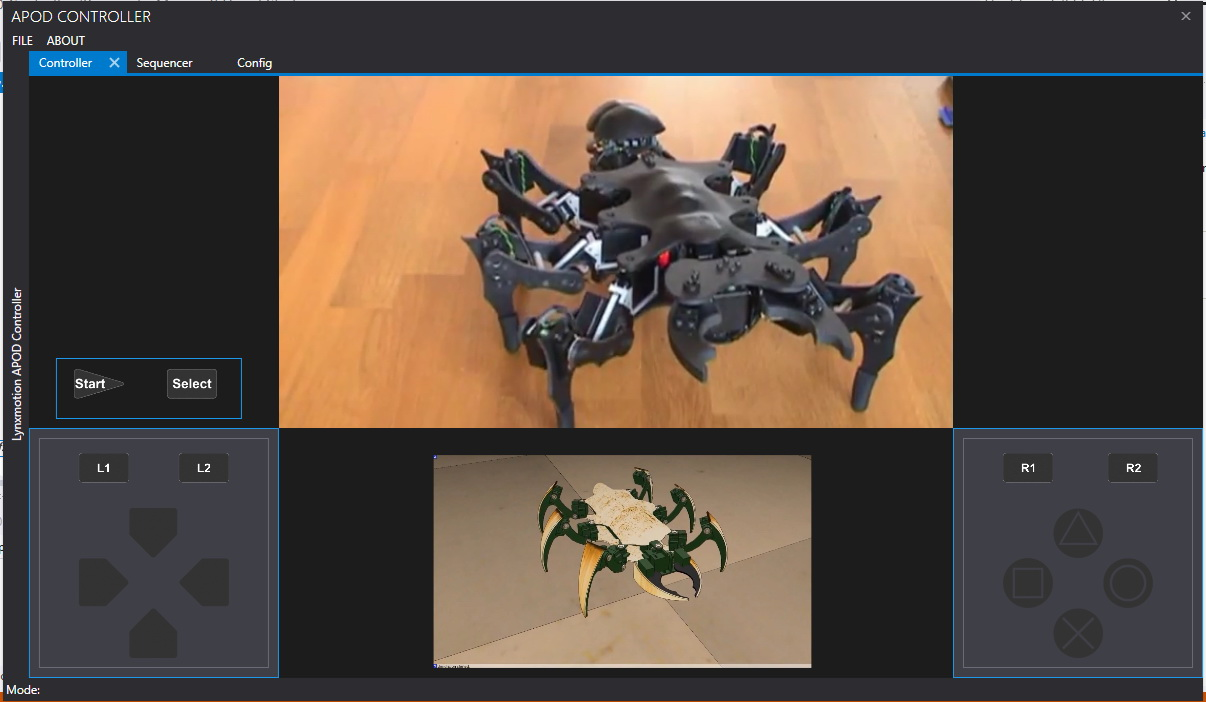 APOD CONTROLLER
FILE ABOUT
Controller Sequencer Config
Lynxmotion APOD Controller
Start Select
L1 L2
R1 R2
Mode: